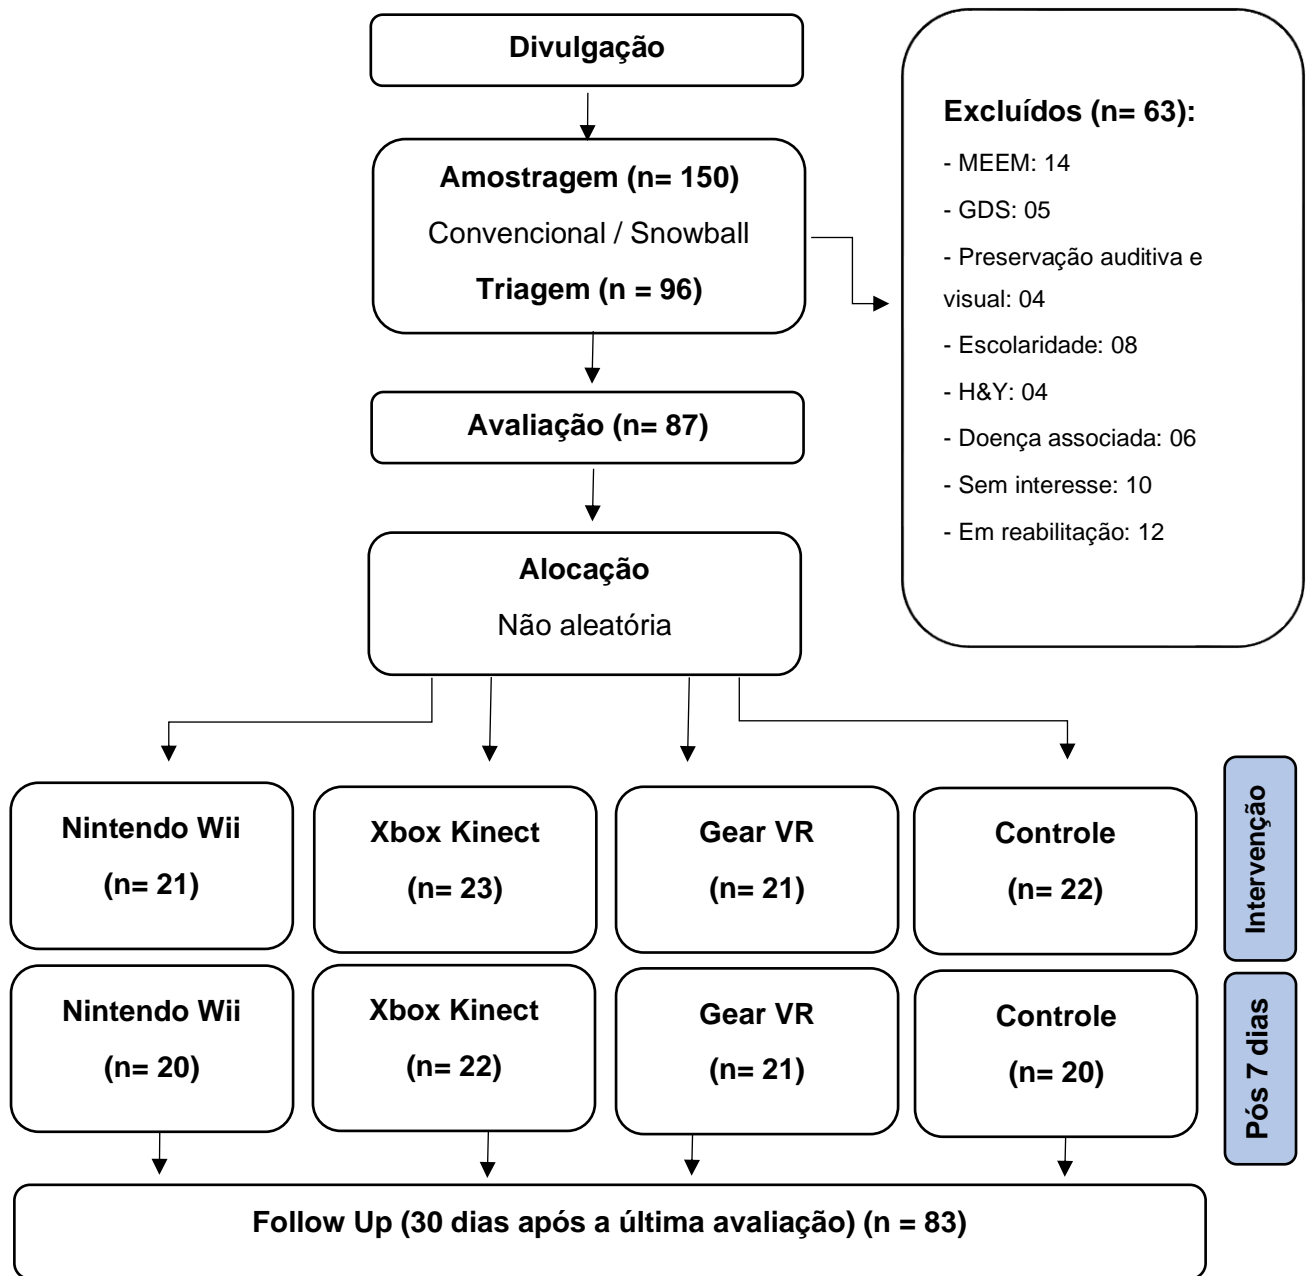 Divulgação
Amostragem (n= 150)
Convencional / Snowball
Triagem (n = 96)
Excluídos (n= 63):
- MEEM: 14
- GDS: 05
- Preservação auditiva e
visual: 04
- Escolaridade: 08
- H&Y: 04
- Doença associada: 06
- Sem interesse: 10
- Em reabilitação: 12
Avaliação (n= 87)
Alocação
Não aleatória
Nintendo Wii
(n= 21)
Xbox Kinect
(n= 23)
Gear VR
(n= 21)
Controle
(n= 22)
Intervenção
Nintendo Wii
(n= 20)
Xbox Kinect
(n= 22)
Gear VR
(n= 21)
Controle
(n= 20)
Pós 7 dias
Follow Up (30 dias após a última avaliação) (n = 83)